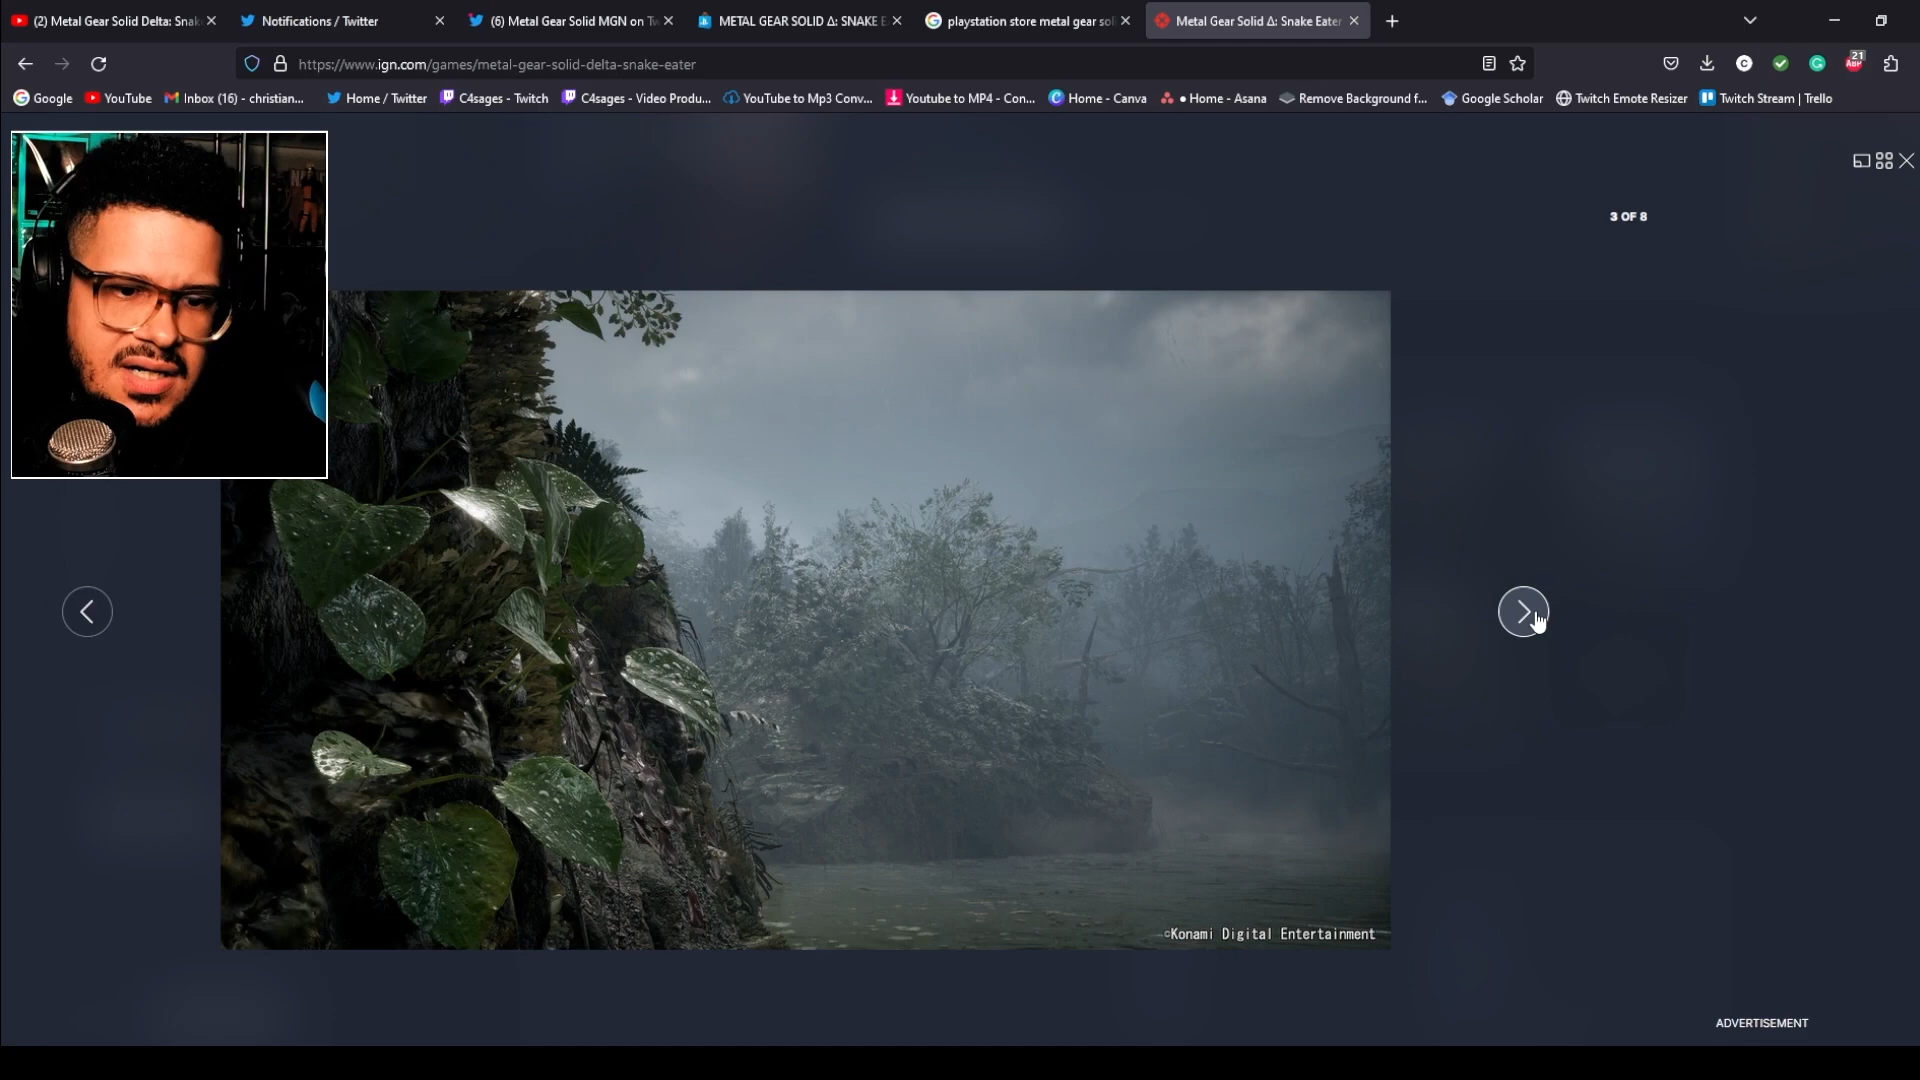 (2) Metal Gear Solid Delta: Snak
Notifications / Twitter
(6) Metal Gear Solid MGN on Tw
METAL GEAR SOLID Δ: SNAKE E
playstation store metal gear soli
Metal Gear Solid Δ: Snake Eater
https://www.ign.com/games/metal-gear-solid-delta-snake-eater
21
ABP
Google
YouTube
Inbox (16) - christian...
Home / Twitter
C4sages - Twitch
C4sages - Video Produ...
YouTube to Mp3 Conv...
Youtube to MP4 - Con...
Home - Canva
● Home - Asana
Remove Background f...
Google Scholar
Twitch Emote Resizer
Twitch Stream | Trello
3 OF 8
©Konami Digital Entertainment
ADVERTISEMENT